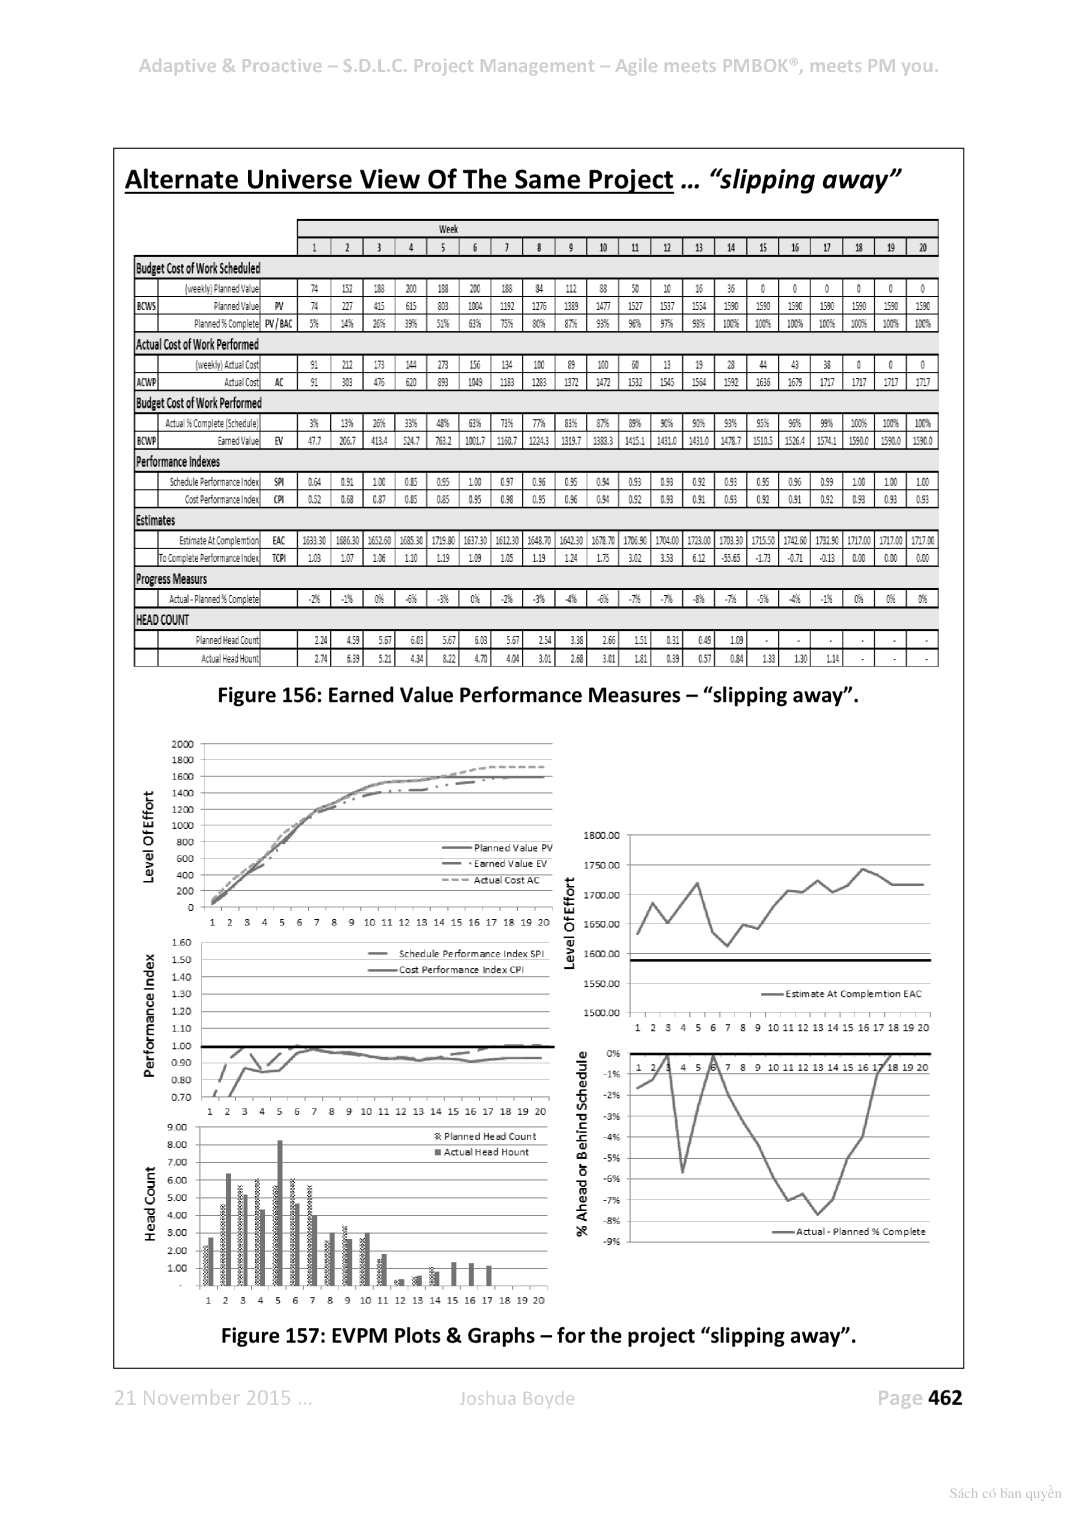 Adaptive & Proactive – S.D.L.C. Project Management – Agile meets PMBOK®, meets PM you.
Alternate Universe View Of The Same Project ... “slipping away”
Week
1 2 3 4 5 6 7 8 9 10 11 12 13 14 15 16 17 18 19 20
Budget Cost of Work Scheduled
(weekly) Planned Value 74 152 188 200 188 200 188 84 112 88 50 10 16 36 0 0 0 0 0 0
BCWS Planned Value PV 74 227 415 615 803 1004 1192 1276 1389 1477 1527 1537 1554 1590 1590 1590 1590 1590 1590 1590
Planned % Complete PV / BAC 5% 14% 26% 39% 51% 63% 75% 80% 87% 93% 96% 97% 98% 100% 100% 100% 100% 100% 100% 100%
Actual Cost of Work Performed
(weekly) Actual Cost 91 212 173 144 273 156 134 100 89 100 60 13 19 28 44 43 38 0 0 0
ACWP Actual Cost AC 91 303 476 620 893 1049 1183 1283 1372 1472 1532 1545 1564 1592 1636 1679 1717 1717 1717 1717
Budget Cost of Work Performed
Actual % Complete (Schedule) 3% 13% 26% 33% 48% 63% 73% 77% 83% 87% 89% 90% 90% 93% 95% 96% 99% 100% 100% 100%
BCWP Earned Value EV 47.7 206.7 413.4 524.7 763.2 1001.7 1160.7 1224.3 1319.7 1383.3 1415.1 1431.0 1431.0 1478.7 1510.5 1526.4 1574.1 1590.0 1590.0 1590.0
Performance Indexes
Schedule Performance Index SPI 0.64 0.91 1.00 0.85 0.95 1.00 0.97 0.96 0.95 0.94 0.93 0.93 0.92 0.93 0.95 0.96 0.99 1.00 1.00 1.00
Cost Performance Index CPI 0.52 0.68 0.87 0.85 0.85 0.95 0.98 0.95 0.96 0.94 0.92 0.93 0.91 0.93 0.92 0.91 0.92 0.93 0.93 0.93
Estimates
Estimate At Complemtion EAC 1633.30 1686.30 1652.60 1685.30 1719.80 1637.30 1612.30 1648.70 1642.30 1678.70 1706.90 1704.00 1723.00 1703.30 1715.50 1742.60 1732.90 1717.00 1717.00 1717.00
To Complete Performance Index TCPI 1.03 1.07 1.06 1.10 1.19 1.09 1.05 1.19 1.24 1.75 3.02 3.53 6.12 -55.65 -1.73 -0.71 -0.13 0.00 0.00 0.00
Progress Measurs
Actual - Planned % Complete -2% -1% 0% -6% -3% 0% -2% -3% -4% -6% -7% -7% -8% -7% -5% -4% -1% 0% 0% 0%
HEAD COUNT
Planned Head Count 2.24 4.59 5.67 6.03 5.67 6.03 5.67 2.54 3.38 2.66 1.51 0.31 0.49 1.09 - - - - - -
Actual Head Hount 2.74 6.39 5.21 4.34 8.22 4.70 4.04 3.01 2.68 3.01 1.81 0.39 0.57 0.84 1.33 1.30 1.14 - - -
Figure 156: Earned Value Performance Measures – “slipping away”.
Level Of Effort
2000
1800
1600
1400
1200
1000
800
600
400
200
0
Planned Value PV
Earned Value EV
Actual Cost AC
1 2 3 4 5 6 7 8 9 10 11 12 13 14 15 16 17 18 19 20
Level Of Effort
1800.00
1750.00
1700.00
1650.00
1600.00
1550.00
1500.00
Estimate At Complemtion EAC
1 2 3 4 5 6 7 8 9 10 11 12 13 14 15 16 17 18 19 20
Performance Index
1.60
1.50
1.40
1.30
1.20
1.10
1.00
0.90
0.80
0.70
Schedule Performance Index SPI
Cost Performance Index CPI
1 2 3 4 5 6 7 8 9 10 11 12 13 14 15 16 17 18 19 20
% Ahead or Behind Schedule
0%
1 2 3 4 5 6 7 8 9 10 11 12 13 14 15 16 17 18 19 20
-1%
-2%
-3%
-4%
-5%
-6%
-7%
-8%
-9%
Actual - Planned % Complete
Head Count
9.00
8.00
7.00
6.00
5.00
4.00
3.00
2.00
1.00
-
Planned Head Count
Actual Head Hount
1 2 3 4 5 6 7 8 9 10 11 12 13 14 15 16 17 18 19 20
Figure 157: EVPM Plots & Graphs – for the project “slipping away”.
21 November 2015 ... Joshua Boyde Page 462
Sách có bản quyền